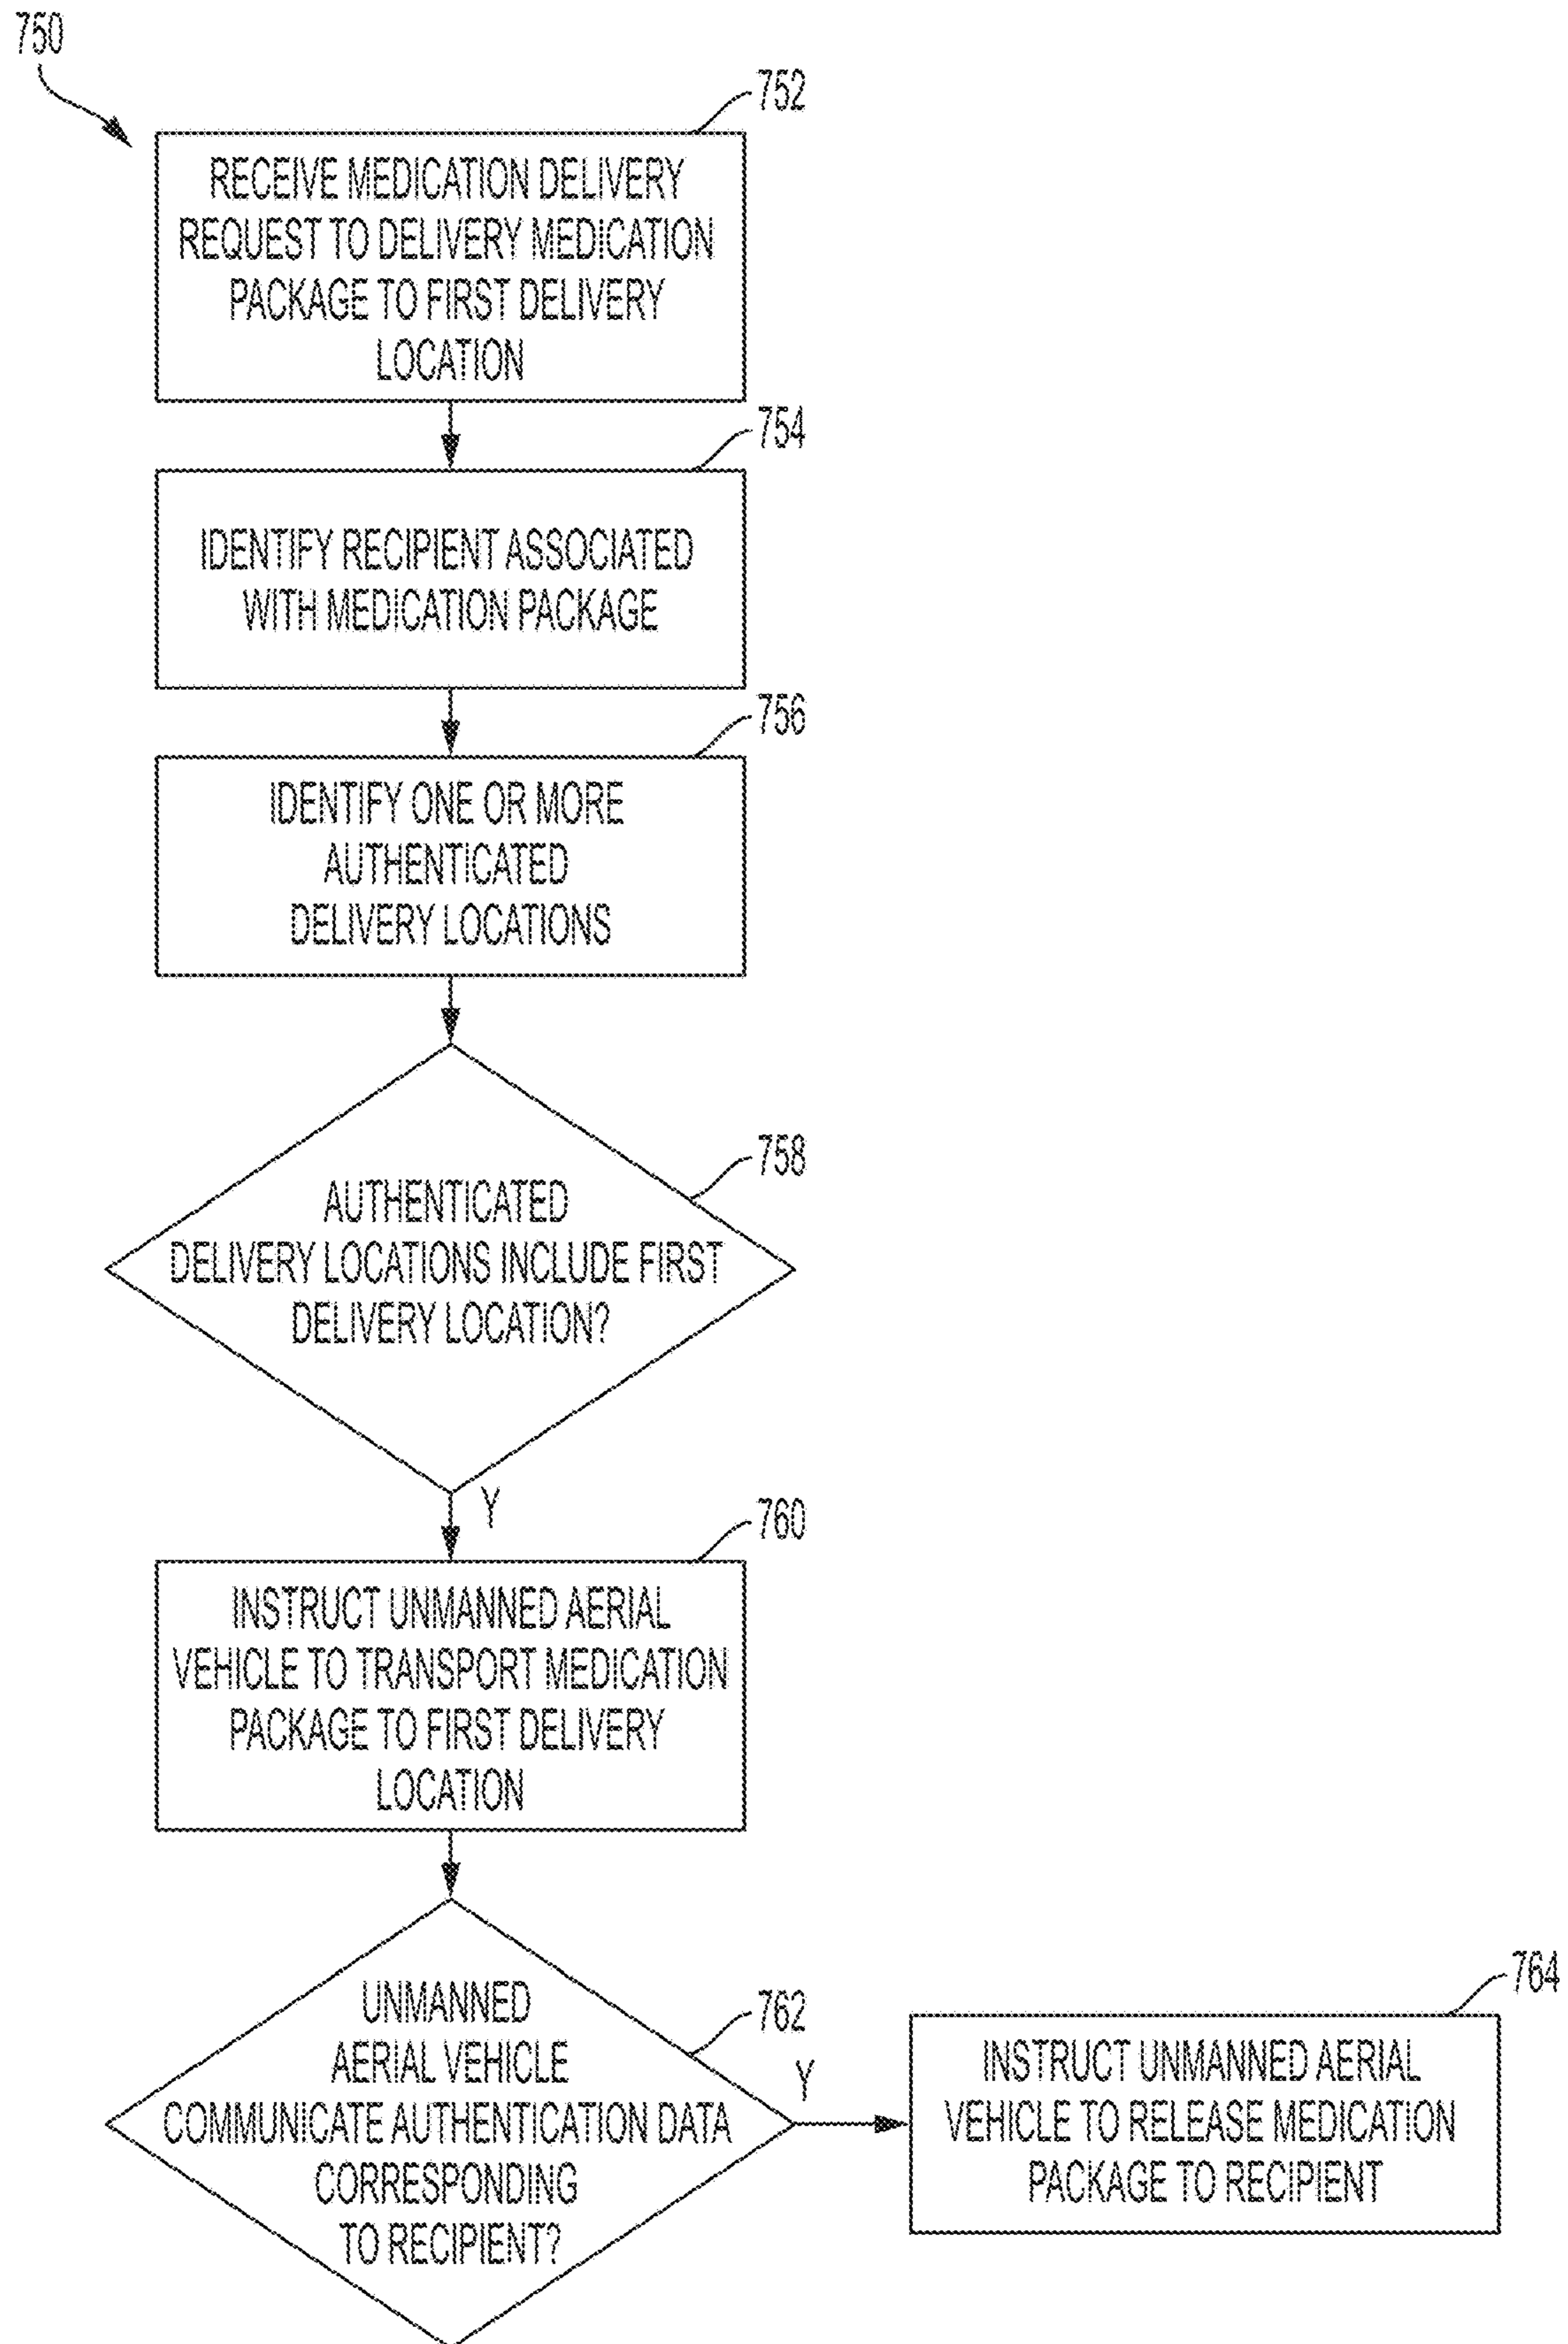 750
752
RECEIVE MEDICATION DELIVERY
REQUEST TO DELIVERY MEDICATION
PACKAGE TO FIRST DELIVERY
LOCATION
754
IDENTIFY RECIPIENT ASSOCIATED
WITH MEDICATION PACKAGE
756
IDENTIFY ONE OR MORE
AUTHENTICATED
DELIVERY LOCATIONS
758
AUTHENTICATED
DELIVERY LOCATIONS INCLUDE FIRST
DELIVERY LOCATION?
Y
760
INSTRUCT UNMANNED AERIAL
VEHICLE TO TRANSPORT MEDICATION
PACKAGE TO FIRST DELIVERY
LOCATION
762
UNMANNED
AERIAL VEHICLE
COMMUNICATE AUTHENTICATION DATA
CORRESPONDING
TO RECIPIENT?
Y
764
INSTRUCT UNMANNED AERIAL
VEHICLE TO RELEASE MEDICATION
PACKAGE TO RECIPIENT